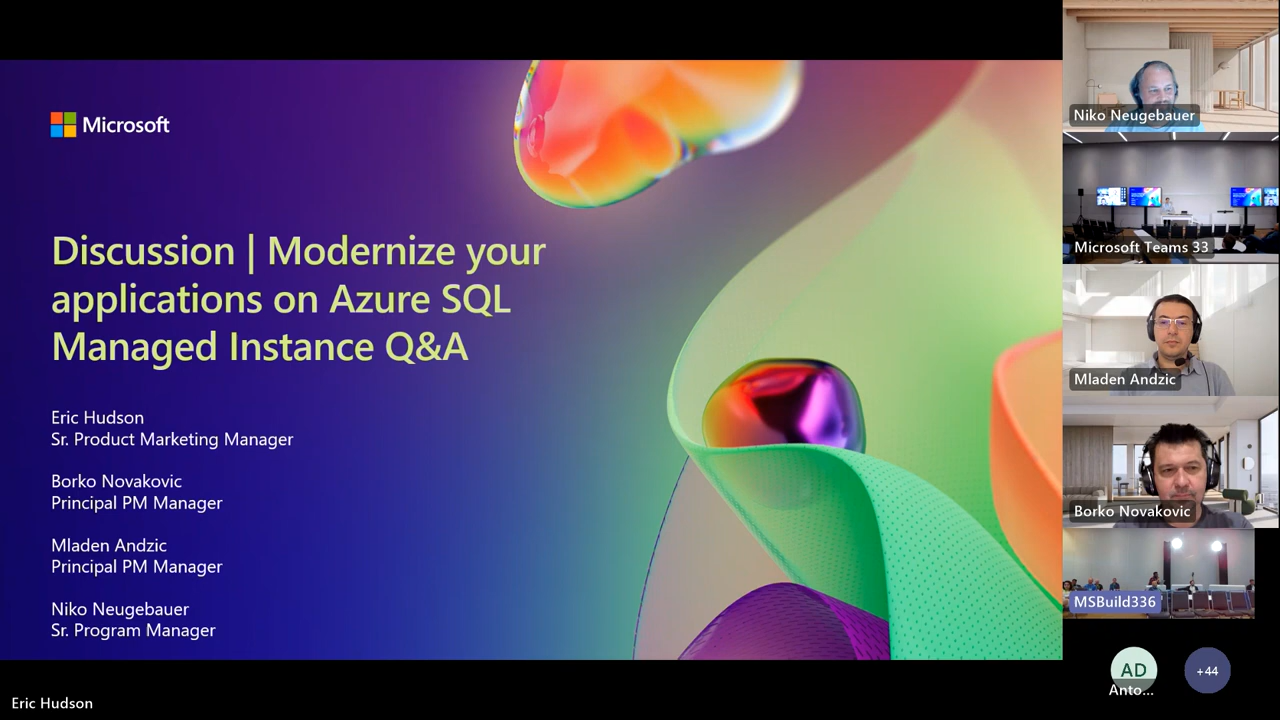 Microsoft
Discussion | Modernize your
applications on Azure SQL
Managed Instance Q&A
Eric Hudson
Sr. Product Marketing Manager
Borko Novakovic
Principal PM Manager
Mladen Andzic
Principal PM Manager
Niko Neugebauer
Sr. Program Manager
Eric Hudson
Niko Neugebauer
Microsoft Teams 33
Mladen Andzic
Borko Novakovic
MSBuild336
AD
Anto...
+44